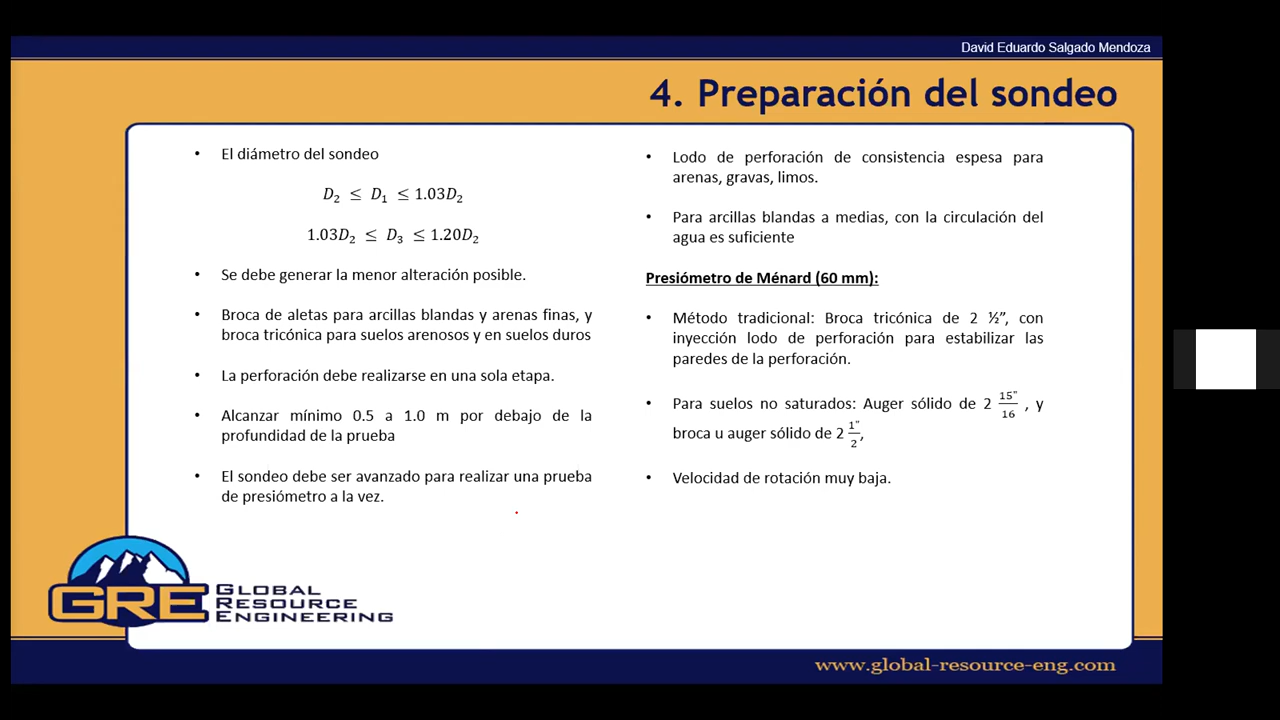 David Eduardo Salgado Mendoza
4. Preparación del sondeo
• El diámetro del sondeo
D₂ ≤ D₁ ≤ 1.03D₂
1.03D₂ ≤ D₃ ≤ 1.20D₂
• Se debe generar la menor alteración posible.
• Broca de aletas para arcillas blandas y arenas finas, y
broca tricónica para suelos arenosos y en suelos duros
• La perforación debe realizarse en una sola etapa.
• Alcanzar mínimo 0.5 a 1.0 m por debajo de la
profundidad de la prueba
• El sondeo debe ser avanzado para realizar una prueba
de presiómetro a la vez.
• Lodo de perforación de consistencia espesa para
arenas, gravas, limos.
• Para arcillas blandas a medias, con la circulación del
agua es suficiente
Presiómetro de Ménard (60 mm):
• Método tradicional: Broca tricónica de 2 ½”, con
inyección lodo de perforación para estabilizar las
paredes de la perforación.
• Para suelos no saturados: Auger sólido de 2 15"/16 , y
broca u auger sólido de 2 1"/2,
• Velocidad de rotación muy baja.
GRE
GLOBAL
RESOURCE
ENGINEERING
www.global-resource-eng.com